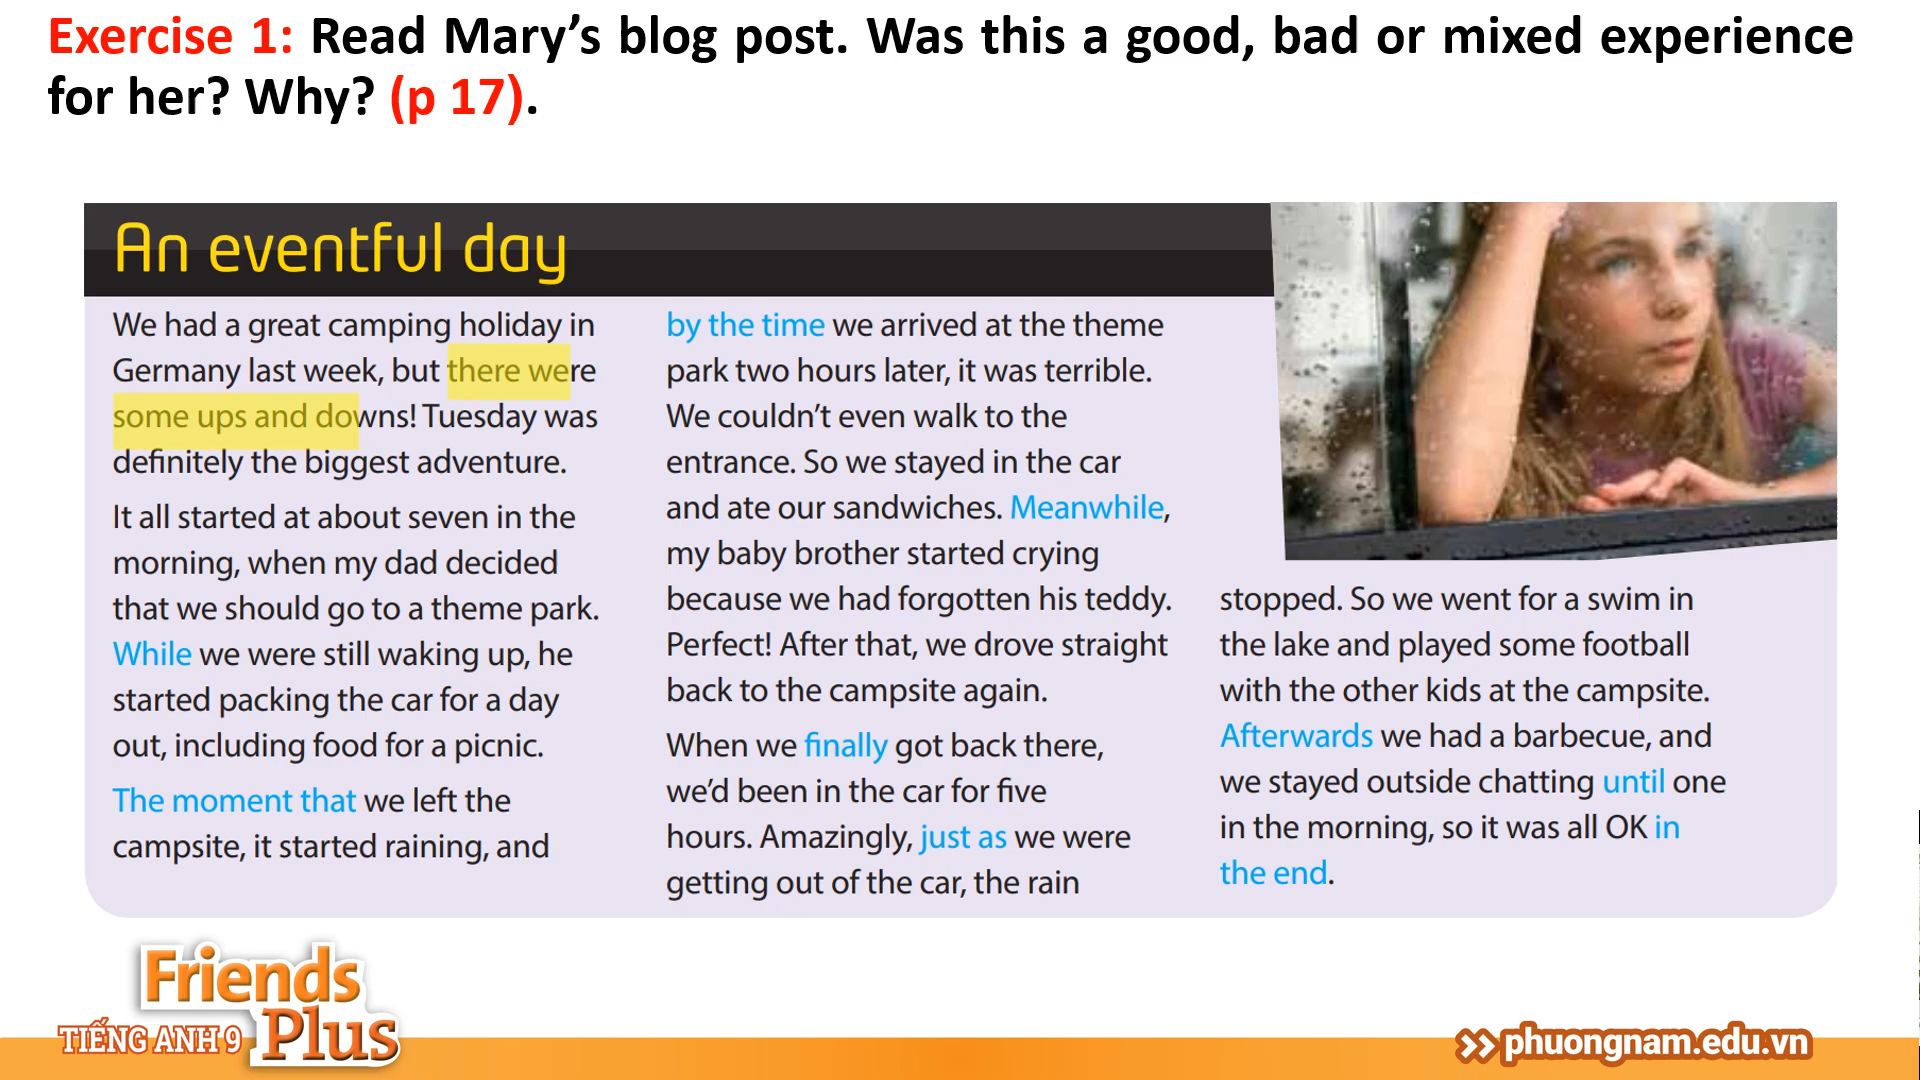 Exercise 1: Read Mary’s blog post. Was this a good, bad or mixed experience
for her? Why? (p 17).
An eventful day
We had a great camping holiday in
Germany last week, but there were
some ups and downs! Tuesday was
definitely the biggest adventure.
It all started at about seven in the
morning, when my dad decided
that we should go to a theme park.
While we were still waking up, he
started packing the car for a day
out, including food for a picnic.
The moment that we left the
campsite, it started raining, and
by the time we arrived at the theme
park two hours later, it was terrible.
We couldn’t even walk to the
entrance. So we stayed in the car
and ate our sandwiches. Meanwhile,
my baby brother started crying
because we had forgotten his teddy.
Perfect! After that, we drove straight
back to the campsite again.
When we finally got back there,
we’d been in the car for five
hours. Amazingly, just as we were
getting out of the car, the rain
stopped. So we went for a swim in
the lake and played some football
with the other kids at the campsite.
Afterwards we had a barbecue, and
we stayed outside chatting until one
in the morning, so it was all OK in
the end.
Friends
Plus
TIẾNG ANH 9
phuongnam.edu.vn